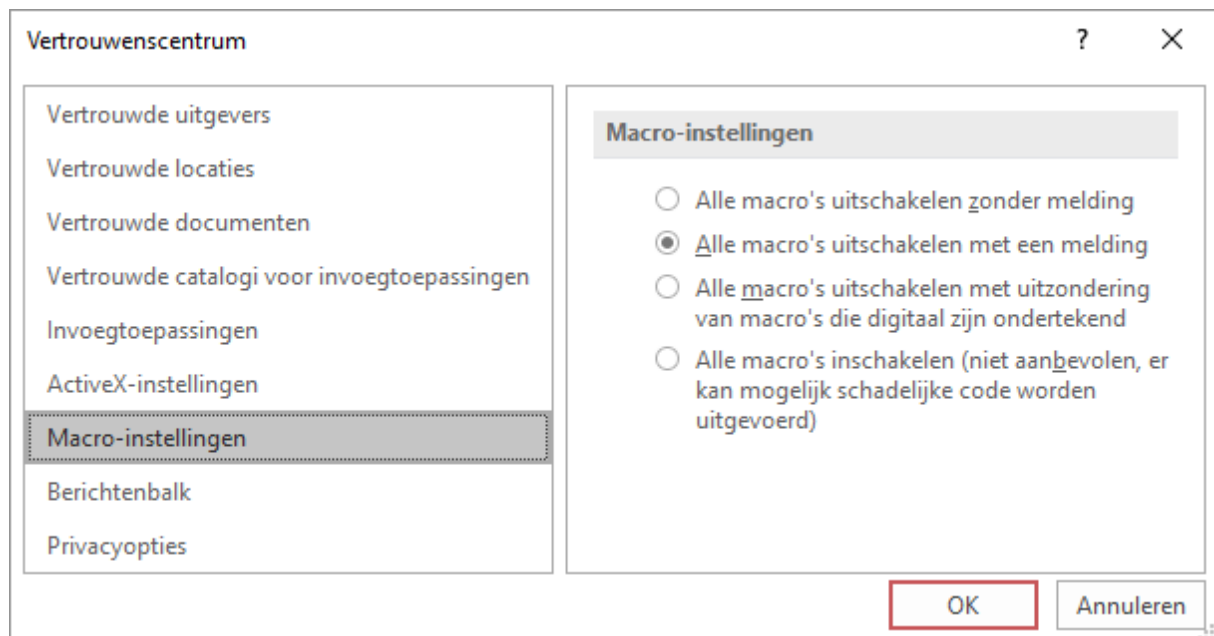 Vertrouwenscentrum
?
Vertrouwde uitgevers
Vertrouwde locaties
Vertrouwde documenten
Vertrouwde catalogi voor invoegtoepassingen
Invoegtoepassingen
ActiveX-instellingen
Macro-instellingen
Berichtenbalk
Privacyopties
Macro-instellingen
Alle macro's uitschakelen zonder melding
Alle macro's uitschakelen met een melding
Alle macro's uitschakelen met uitzondering
van macro's die digitaal zijn ondertekend
Alle macro's inschakelen (niet aanbevolen, er
kan mogelijk schadelijke code worden
uitgevoerd)
OK
Annuleren